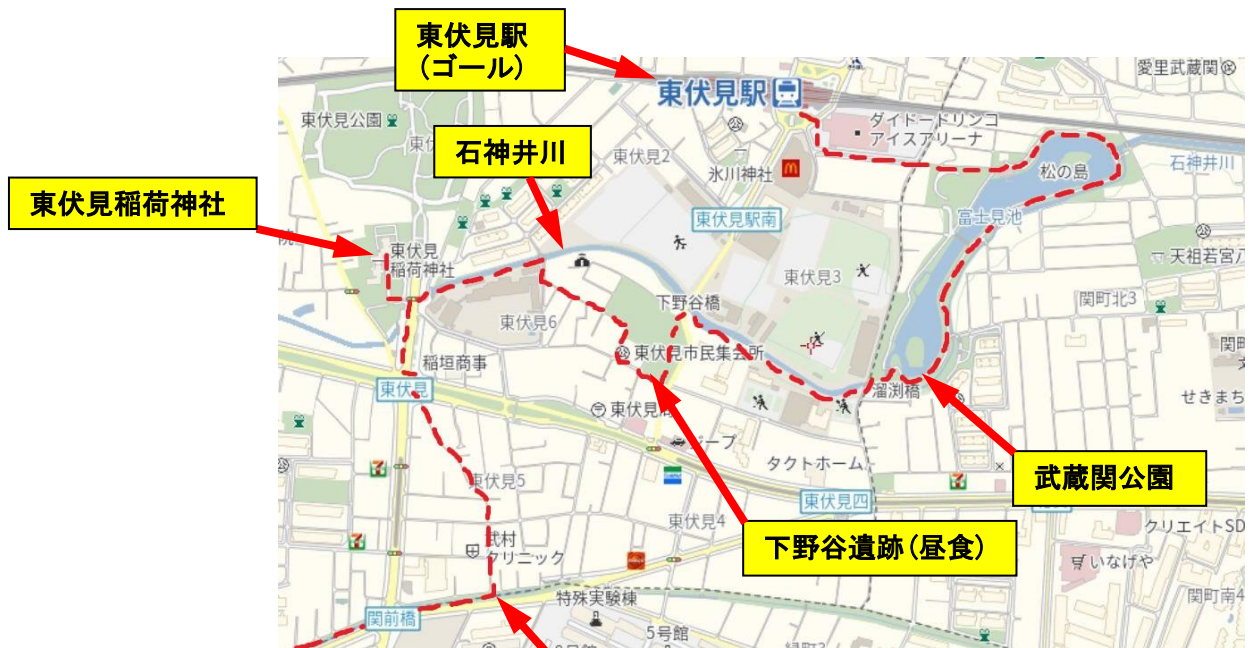 東伏見駅
(ゴール)
東伏見駅
愛里武蔵関
東伏見公園
ダイドードリンコ
アイスアリーナ
石神井川
東伏見2
氷川神社
松の島
石神井川
東伏見稲荷神社
東伏見駅南
富士見池
院
東伏見
稲荷神社
東伏見3
天祖若宮八
下野谷橋
関町北3
東伏見6
東伏見市民集会所
稲垣商事
関町
東伏見
溜渕橋
せきまち
東伏見
ジープ
タクトホーム
武蔵関公園
東伏見5
東伏見四
東伏見4
クリエイトSD
武村
クリニック
下野谷遺跡(昼食)
いなげや
特殊実験棟
関町南4
関前橋
5号館